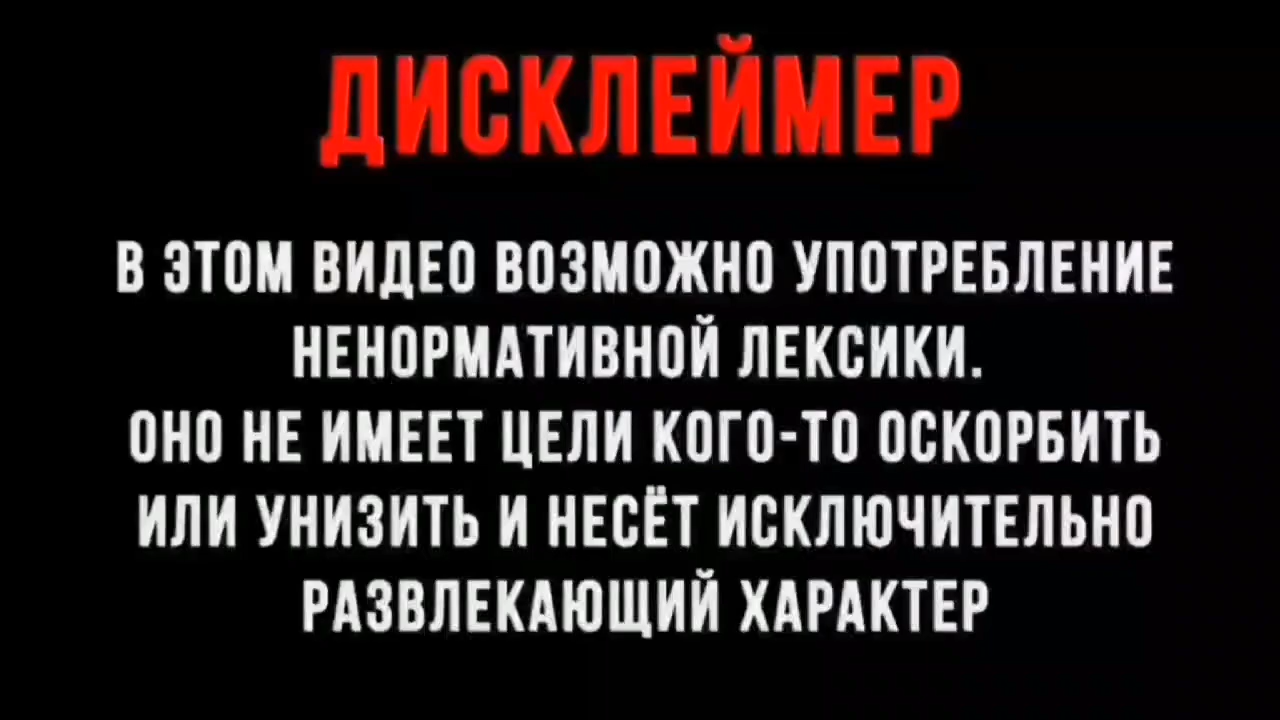 ДИСКЛЕЙМЕР
В ЭТОМ ВИДЕО ВОЗМОЖНО УПОТРЕБЛЕНИЕ
НЕНОРМАТИВНОЙ ЛЕКСИКИ.
ОНО НЕ ИМЕЕТ ЦЕЛИ КОГО-ТО ОСКОРБИТЬ
ИЛИ УНИЗИТЬ И НЕСЁТ ИСКЛЮЧИТЕЛЬНО
РАЗВЛЕКАЮЩИЙ ХАРАКТЕР